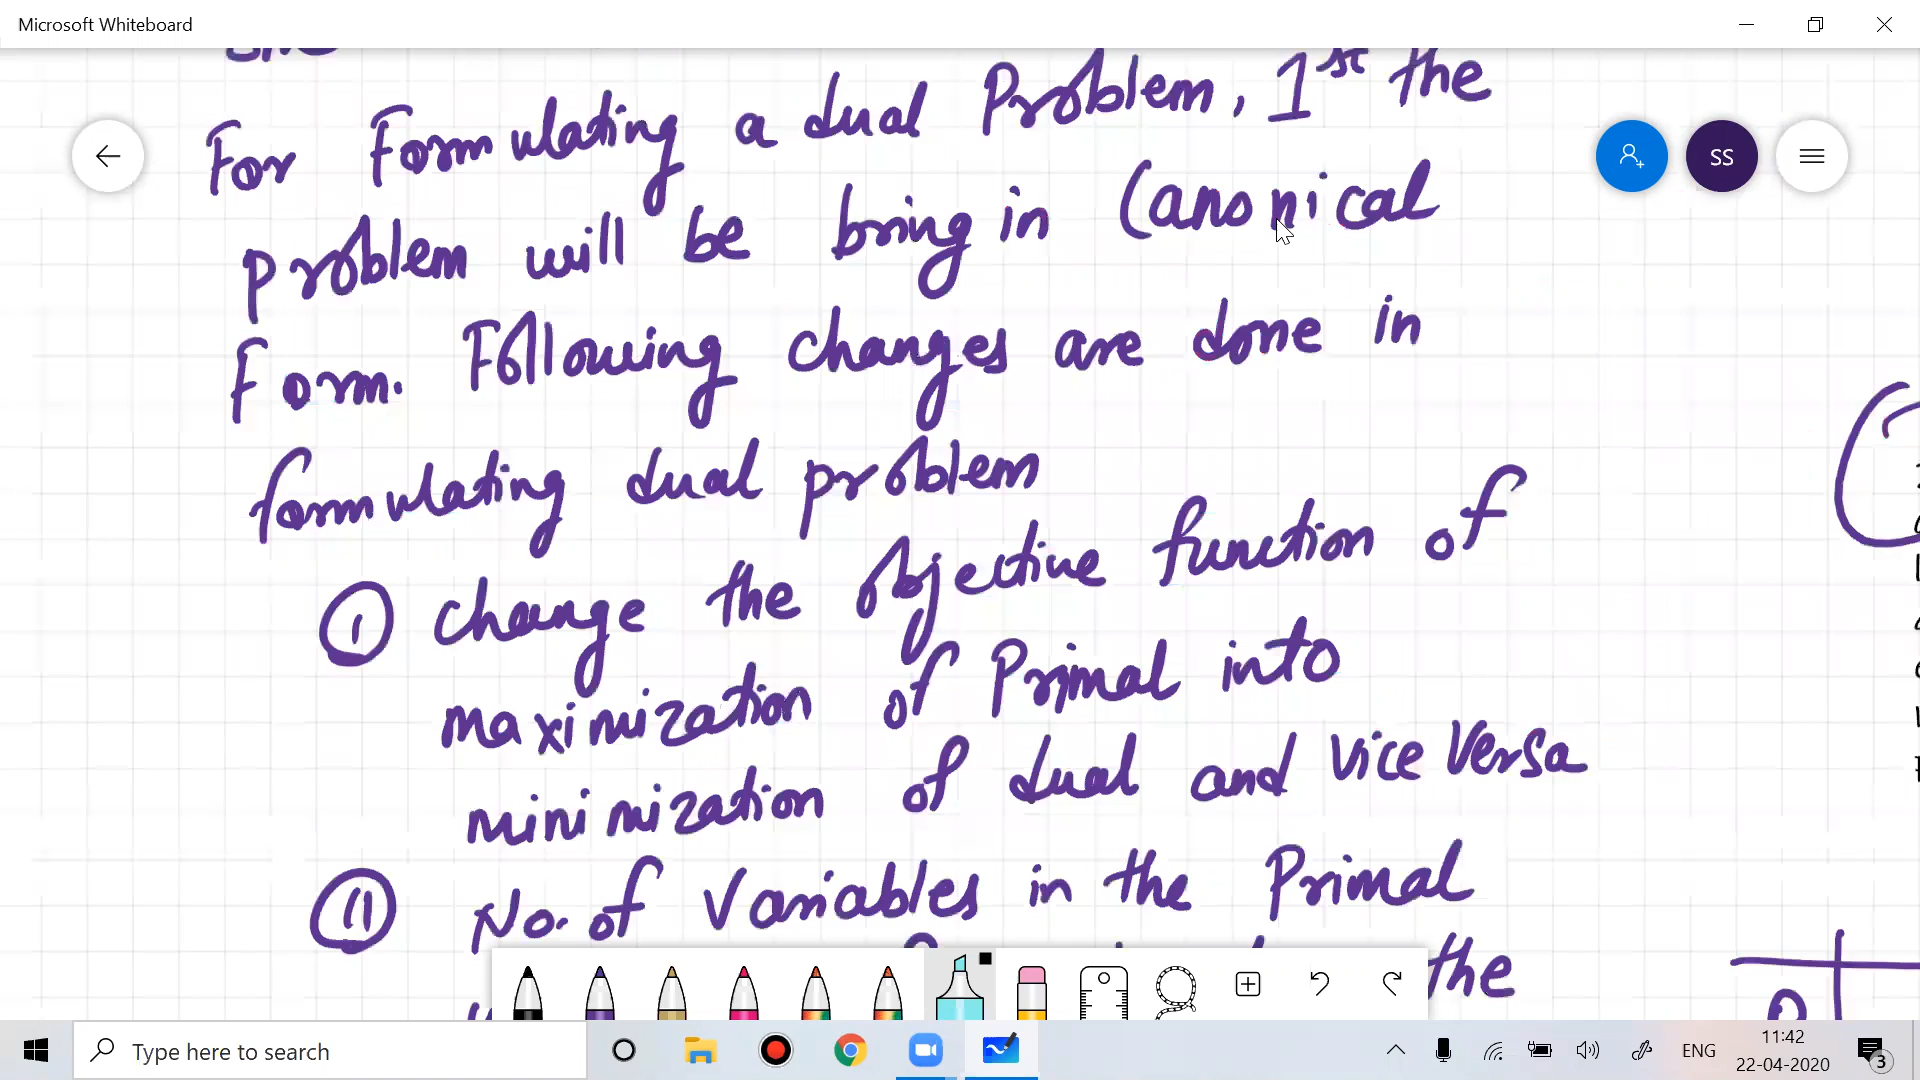 Microsoft Whiteboard
For Formulating a dual Problem, 1st the
problem will be bring in Canonical
SS
Form. Following changes are done in
formulating dual problem
I change the objective function of
maximization of Primal into
minimization of dual and Vice Versa
II No. of Variables in the Primal
the
Type here to search
ENG
11:42
22-04-2020
3